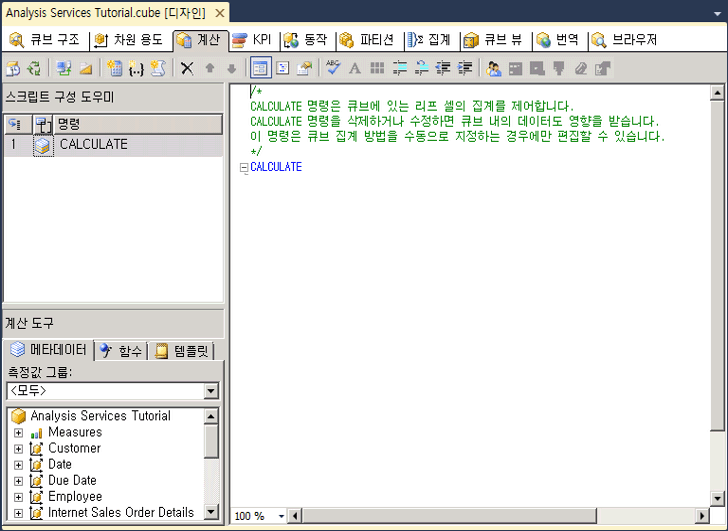 Analysis Services Tutorial.cube [디자인]
큐브 구조 차원 용도 계산 KPI 동작 파티션 집계 큐브 뷰 번역 브라우저
스크립트 구성 도우미
명령
1 CALCULATE
/*
CALCULATE 명령은 큐브에 있는 리프 셀의 집계를 제어합니다.
CALCULATE 명령을 삭제하거나 수정하면 큐브 내의 데이터도 영향을 받습니다.
이 명령은 큐브 집계 방법을 수동으로 지정하는 경우에만 편집할 수 있습니다.
*/
CALCULATE
계산 도구
메타데이터 함수 템플릿
측정값 그룹:
<모두>
Analysis Services Tutorial
Measures
Customer
Date
Due Date
Employee
Internet Sales Order Details
100 %